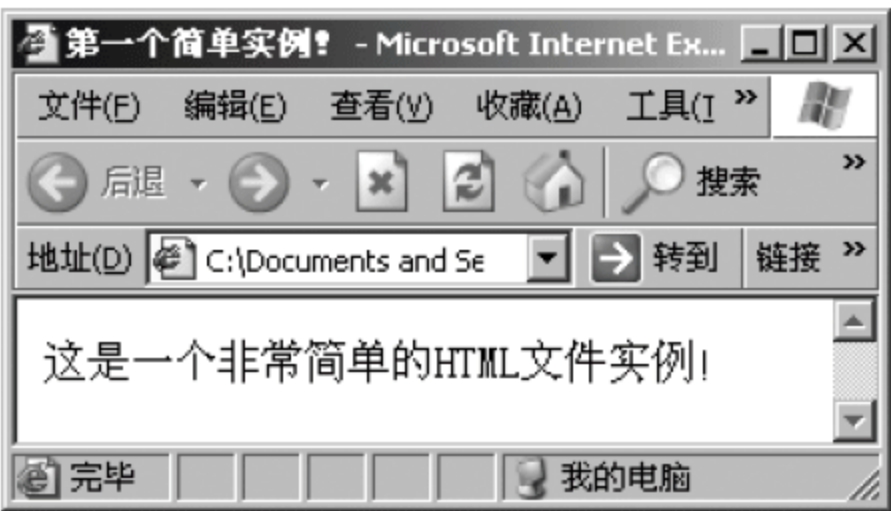 第一个简单实例! - Microsoft Internet Ex...
文件(F) 编辑(E) 查看(V) 收藏(A) 工具(T »
后退 搜索 »
地址(D) C:\Documents and Se 转到 链接 »
这是一个非常简单的HTML文件实例!
完毕 我的电脑